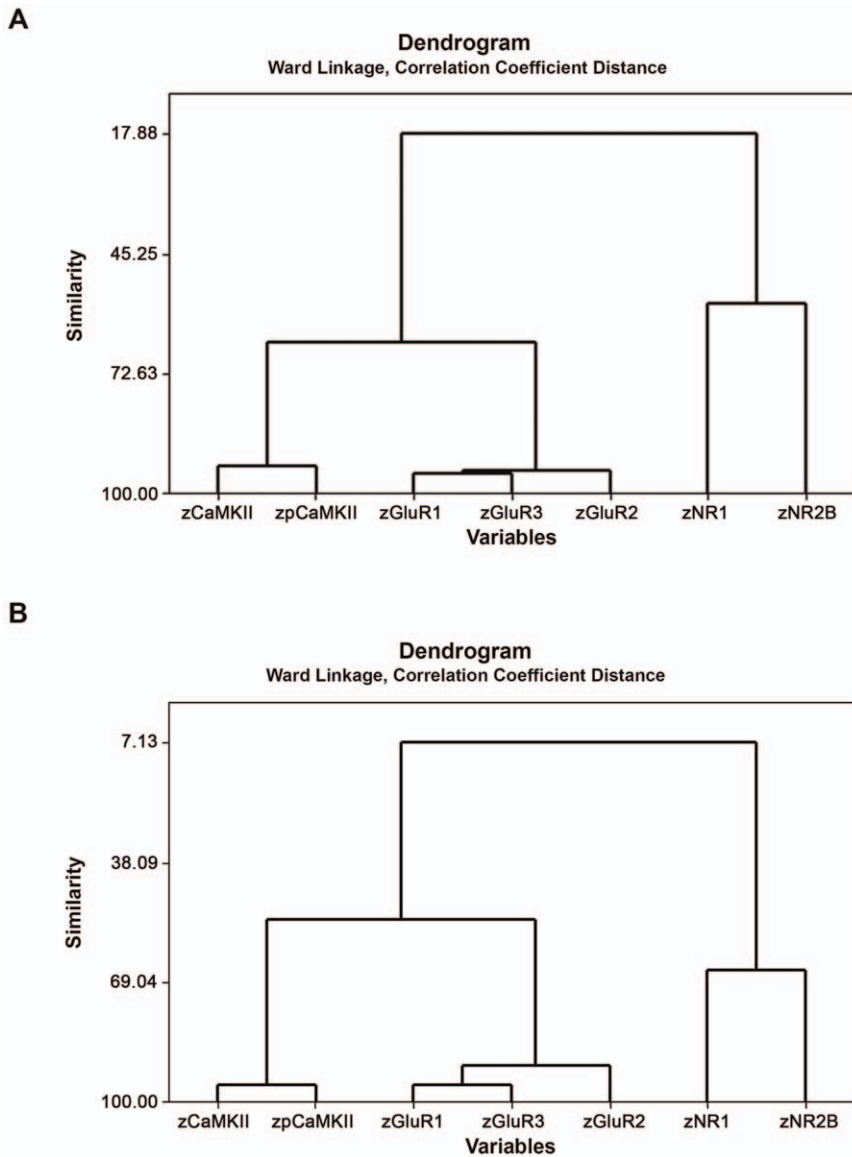 A
Dendrogram
Ward Linkage, Correlation Coefficient Distance
17.88
45.25
72.63
100.00
Similarity
zCaMKII zpCaMKII zGluR1 zGluR3 zGluR2 zNR1 zNR2B
Variables
B
Dendrogram
Ward Linkage, Correlation Coefficient Distance
7.13
38.09
69.04
100.00
Similarity
zCaMKII zpCaMKII zGluR1 zGluR3 zGluR2 zNR1 zNR2B
Variables